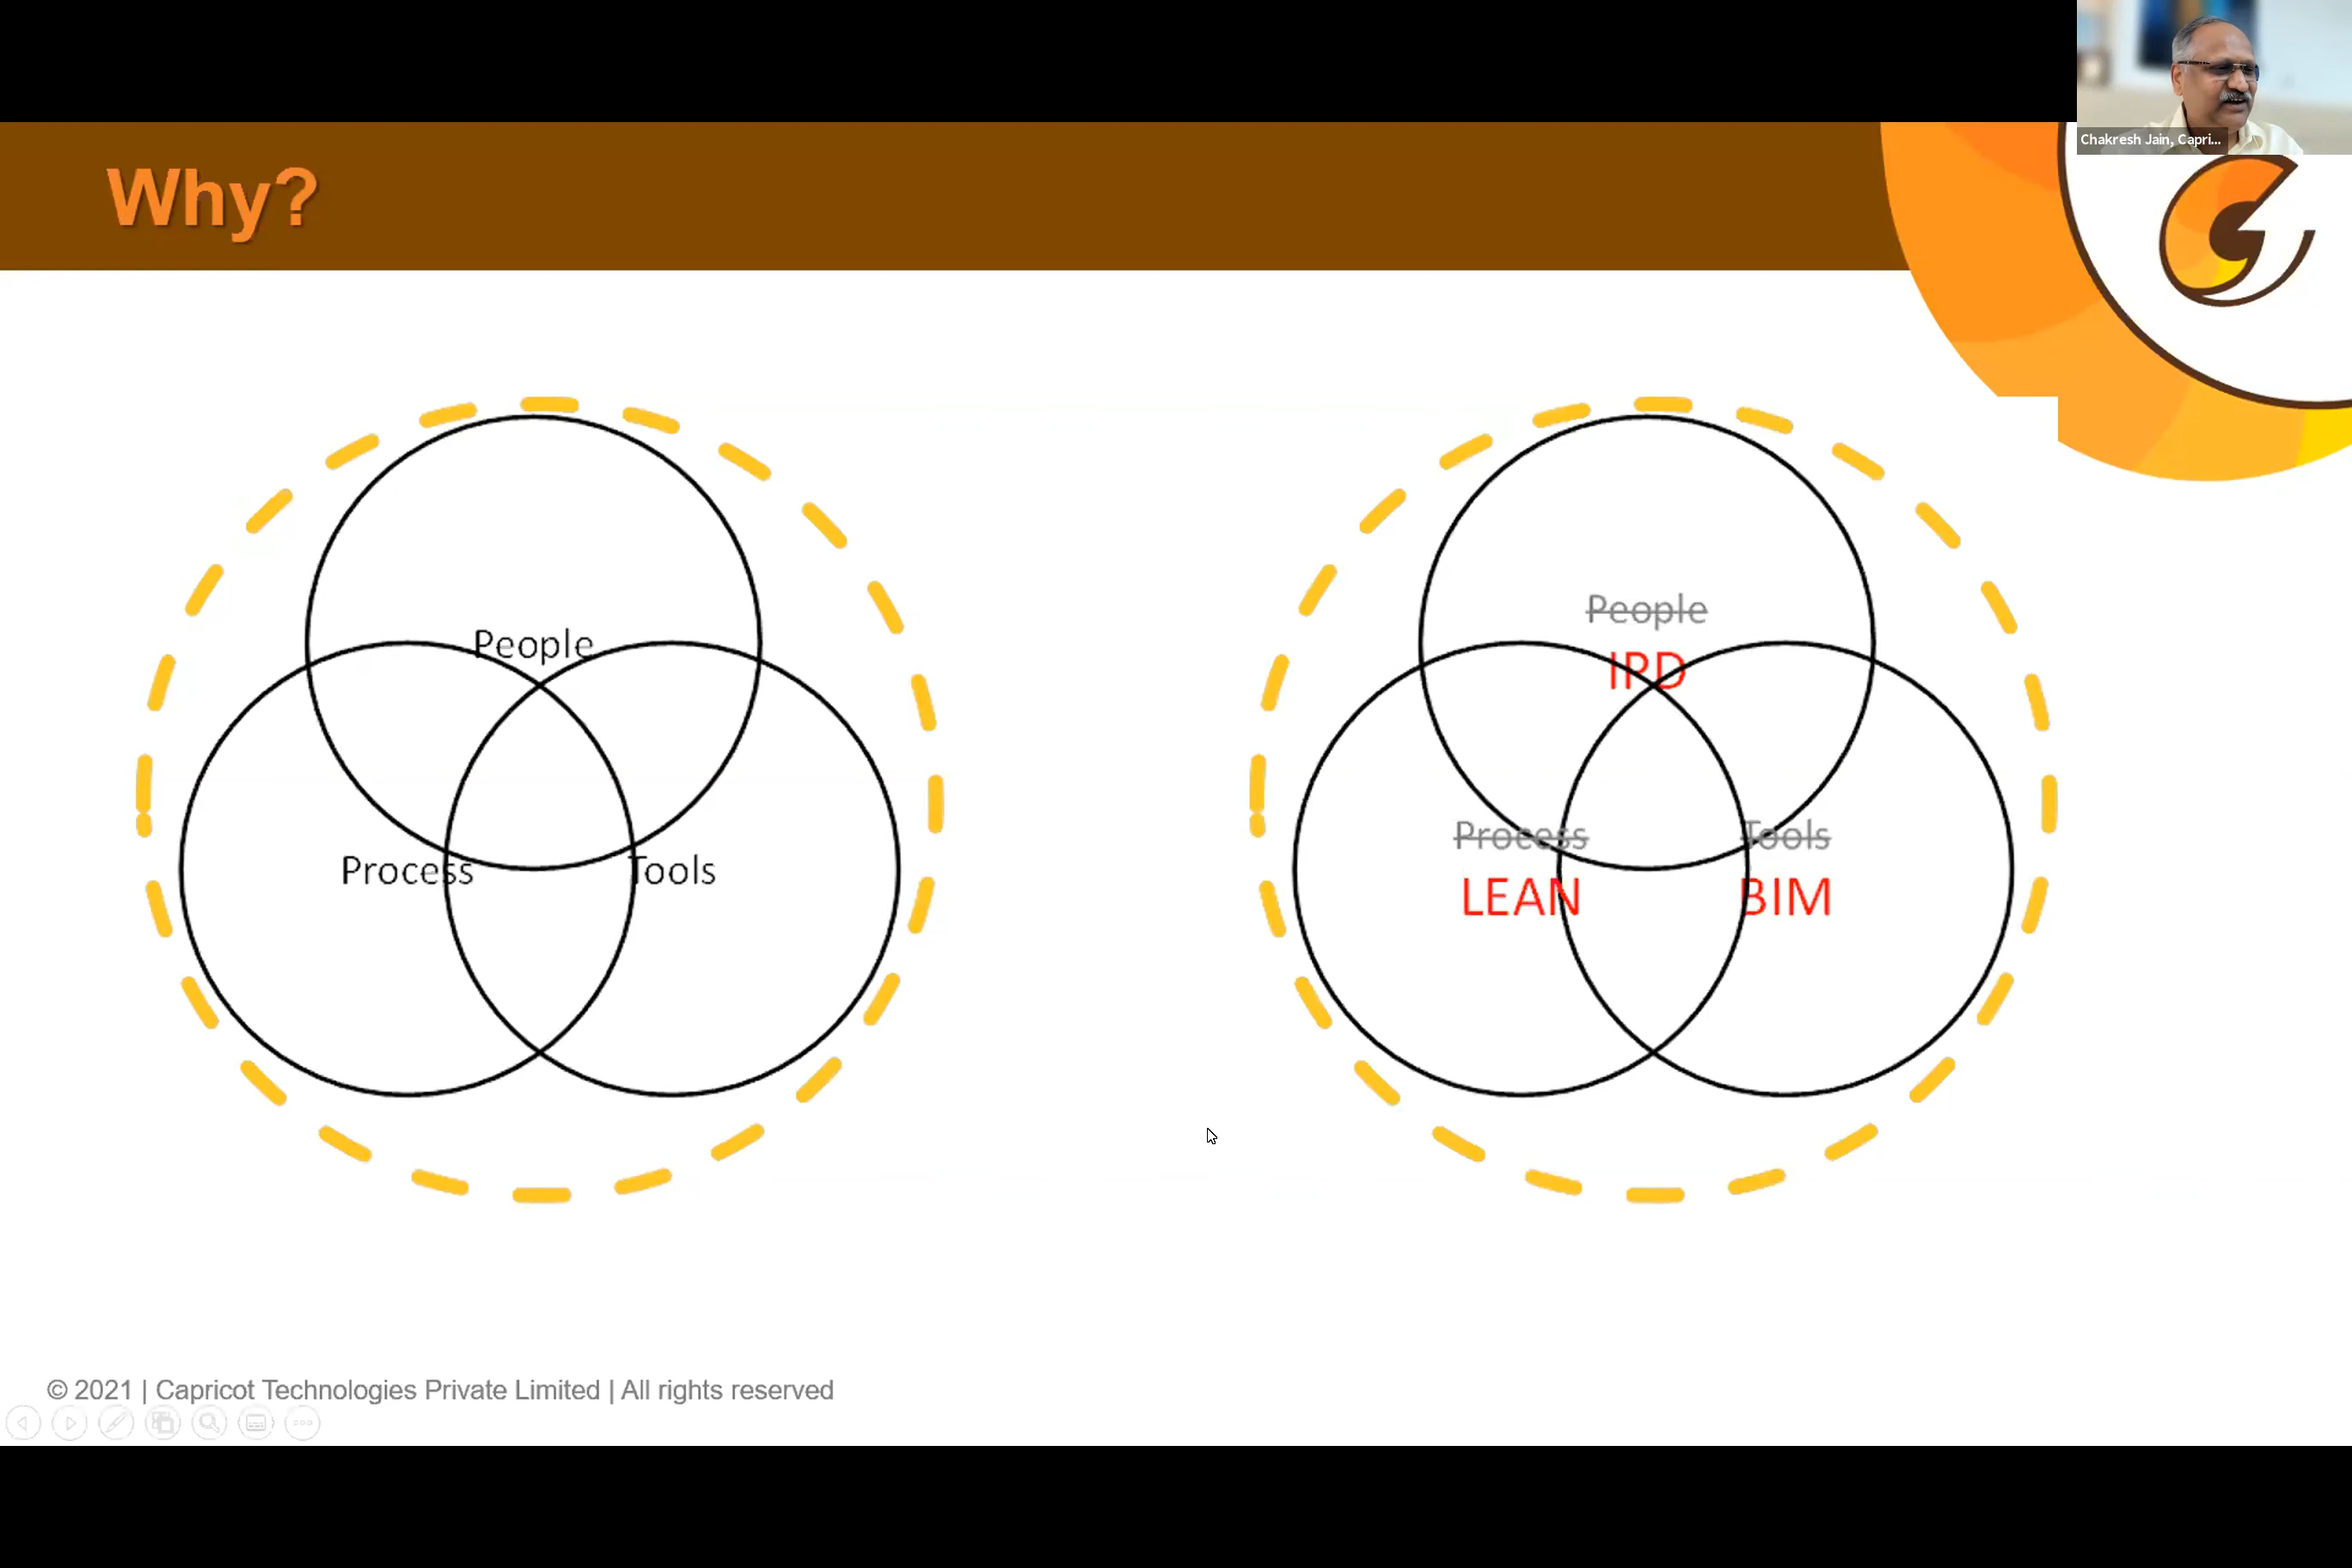 Chakresh Jain, Capri...
Why?
People
Process
Tools
People
IPD
Process
Tools
LEAN
BIM
© 2021 | Capricot Technologies Private Limited | All rights reserved